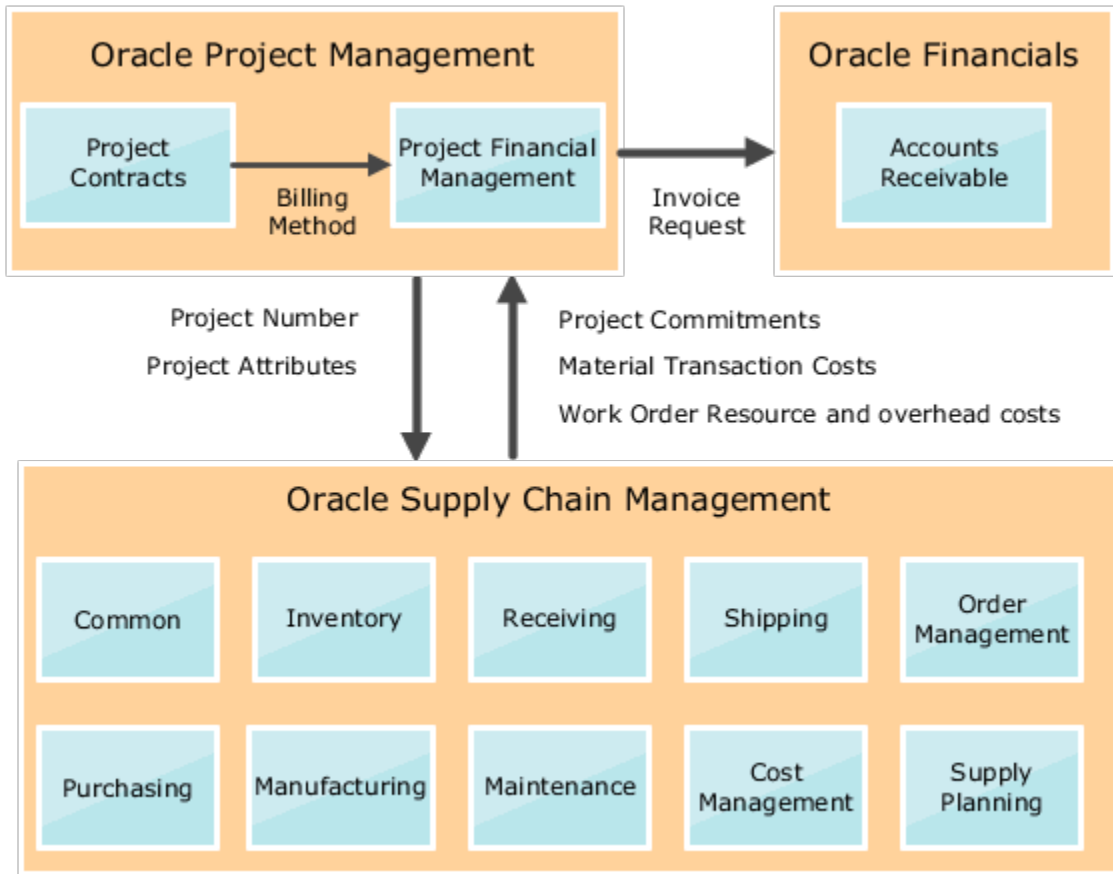 Oracle Project Management
Project
Contracts
Billing
Method
Project Financial
Management
Invoice
Request
Oracle Financials
Accounts
Receivable
Project Number
Project Attributes
Project Commitments
Material Transaction Costs
Work Order Resource and overhead costs
Oracle Supply Chain Management
Common
Inventory
Receiving
Shipping
Order
Management
Purchasing
Manufacturing
Maintenance
Cost
Management
Supply
Planning